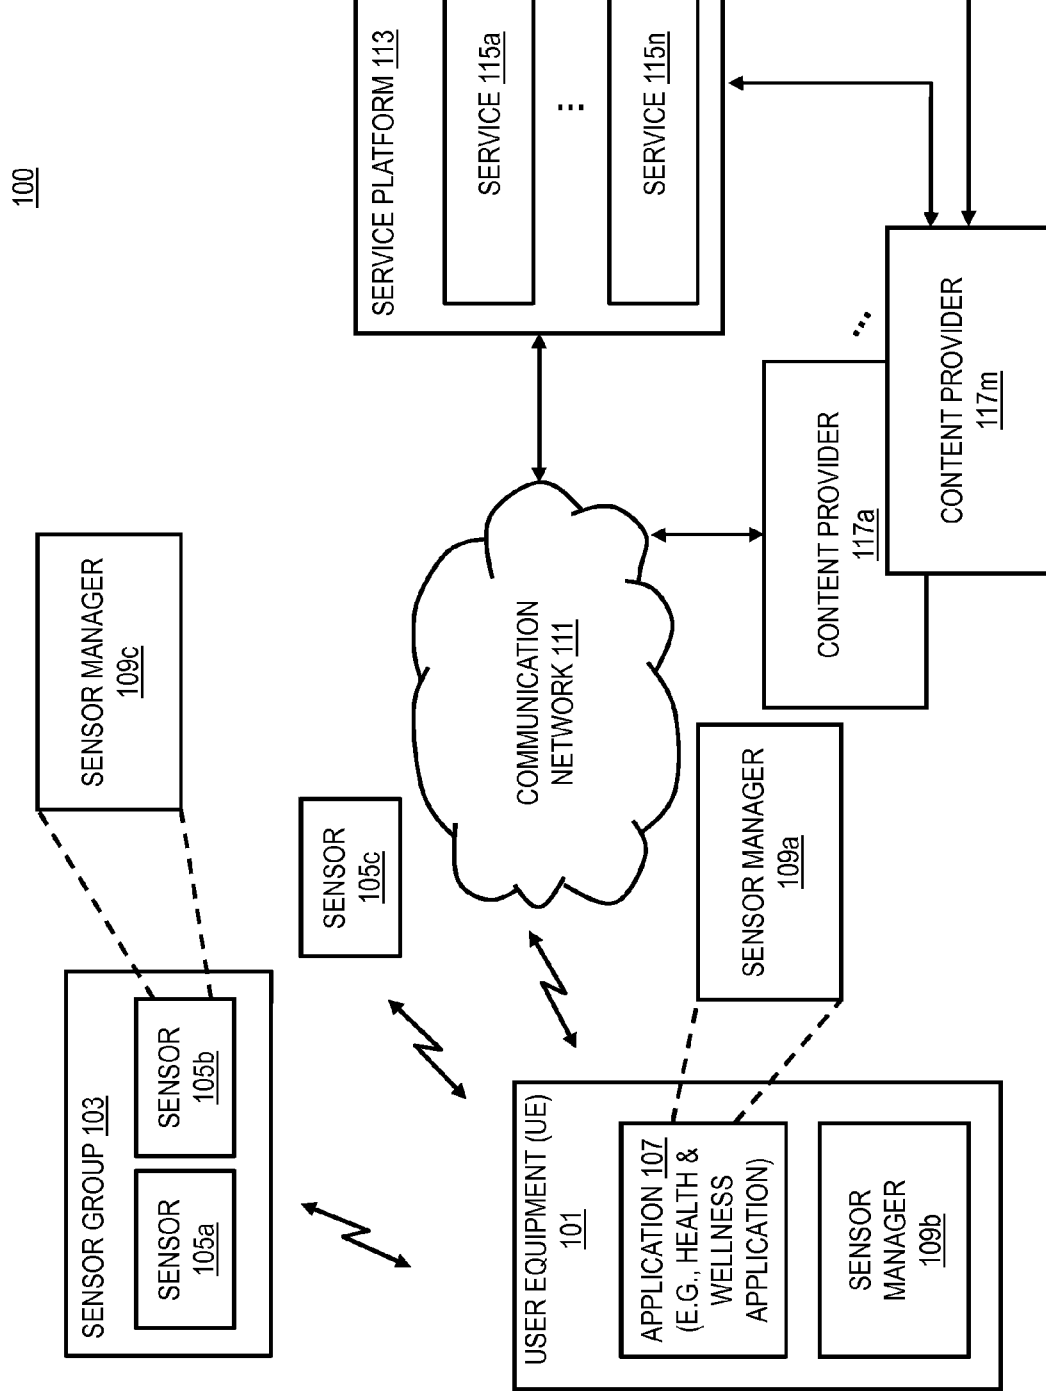 100
SENSOR GROUP 103
SENSOR
105a
SENSOR
105b
SENSOR MANAGER
109c
SENSOR
105c
SERVICE PLATFORM 113
SERVICE 115a
...
SERVICE 115n
COMMUNICATION
NETWORK 111
USER EQUIPMENT (UE)
101
APPLICATION 107
(E.G., HEALTH &
WELLNESS
APPLICATION)
SENSOR
MANAGER
109b
SENSOR MANAGER
109a
CONTENT PROVIDER
117a
...
CONTENT PROVIDER
117m